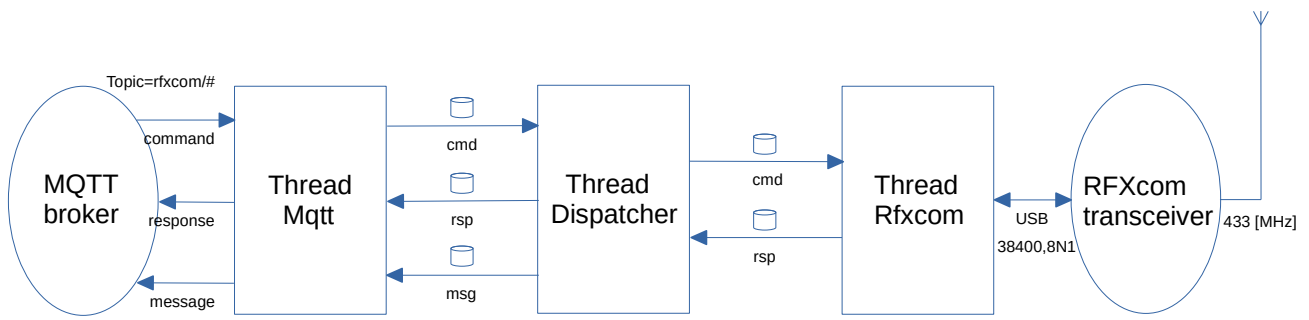 Topic=rfxcom/#
command
response
message
MQTT
broker
Thread
Mqtt
cmd
rsp
msg
Thread
Dispatcher
cmd
rsp
Thread
Rfxcom
USB
38400,8N1
RFXcom
transceiver
433 [MHz]